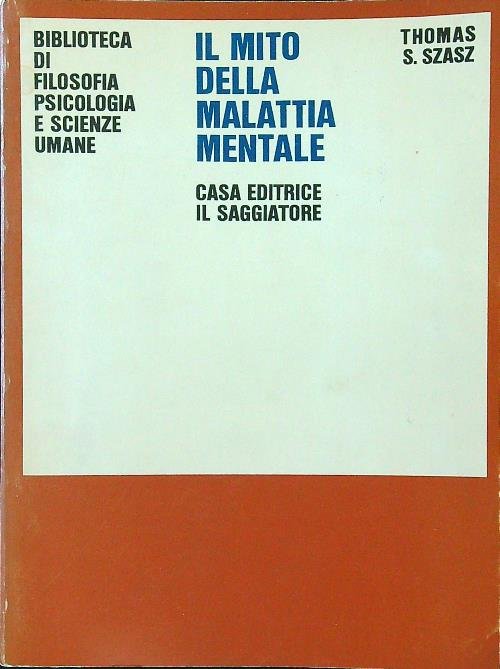 BIBLIOTECA
DI
FILOSOFIA
PSICOLOGIA
E SCIENZE
UMANE
IL MITO
DELLA
MALATTIA
MENTALE
CASA EDITRICE
IL SAGGIATORE
THOMAS
S. SZASZ